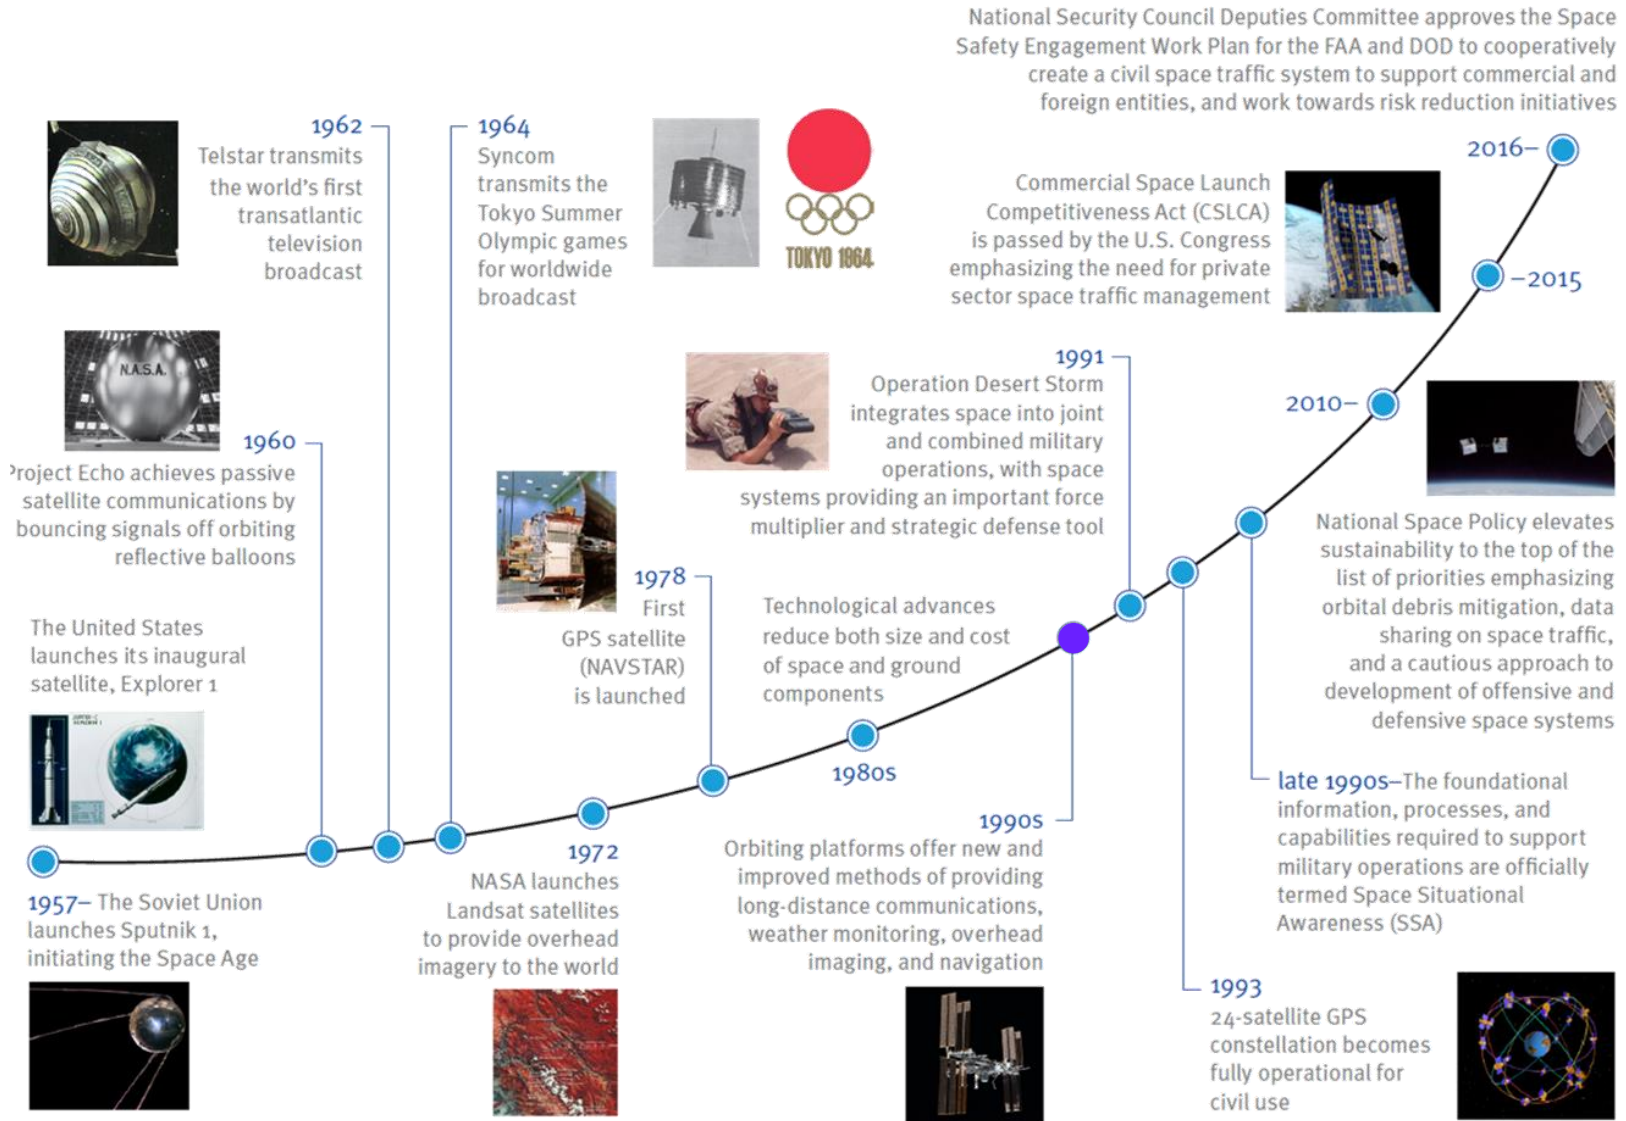 National Security Council Deputies Committee approves the Space
Safety Engagement Work Plan for the FAA and DOD to cooperatively
create a civil space traffic system to support commercial and
foreign entities, and work towards risk reduction initiatives
2016–
1962
Telstar transmits
the world's first
transatlantic
television
broadcast
1964
Syncom
transmits the
Tokyo Summer
Olympic games
for worldwide
broadcast
TOKYO 1964
Commercial Space Launch
Competitiveness Act (CSLCA)
is passed by the U.S. Congress
emphasizing the need for private
sector space traffic management
–2015
N.A.S.A.
1960
Project Echo achieves passive
satellite communications by
bouncing signals off orbiting
reflective balloons
1991
Operation Desert Storm
integrates space into joint
and combined military
operations, with space
systems providing an important force
multiplier and strategic defense tool
2010–
National Space Policy elevates
sustainability to the top of the
list of priorities emphasizing
orbital debris mitigation, data
sharing on space traffic,
and a cautious approach to
development of offensive and
defensive space systems
1978
First
GPS satellite
(NAVSTAR)
is launched
Technological advances
reduce both size and cost
of space and ground
components
1980s
The United States
launches its inaugural
satellite, Explorer 1
1957– The Soviet Union
launches Sputnik 1,
initiating the Space Age
1972
NASA launches
Landsat satellites
to provide overhead
imagery to the world
1990s
Orbiting platforms offer new and
improved methods of providing
long-distance communications,
weather monitoring, overhead
imaging, and navigation
late 1990s–The foundational
information, processes, and
capabilities required to support
military operations are officially
termed Space Situational
Awareness (SSA)
1993
24-satellite GPS
constellation becomes
fully operational for
civil use